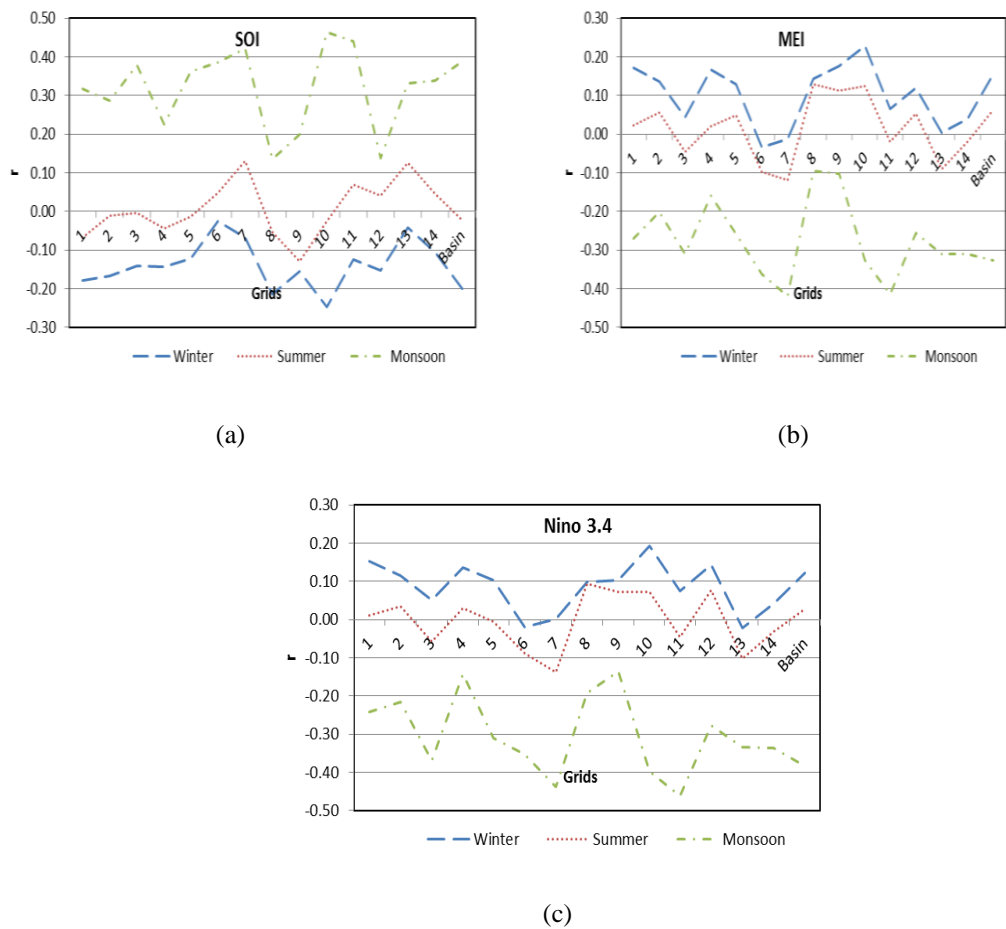 SOI
0.50
0.40
0.30
0.20
0.10
0.00
-0.10
-0.20
-0.30
r
1 2 3 4 5 6 7 8 9 10 11 12 13 14 Basin
Grids
Winter Summer Monsoon
(a)
MEI
0.30
0.20
0.10
0.00
-0.10
-0.20
-0.30
-0.40
-0.50
r
1 2 3 4 5 6 7 8 9 10 11 12 13 14 Basin
Grids
Winter Summer Monsoon
(b)
Nino 3.4
0.30
0.20
0.10
0.00
-0.10
-0.20
-0.30
-0.40
-0.50
r
1 2 3 4 5 6 7 8 9 10 11 12 13 14 Basin
Grids
Winter Summer Monsoon
(c)